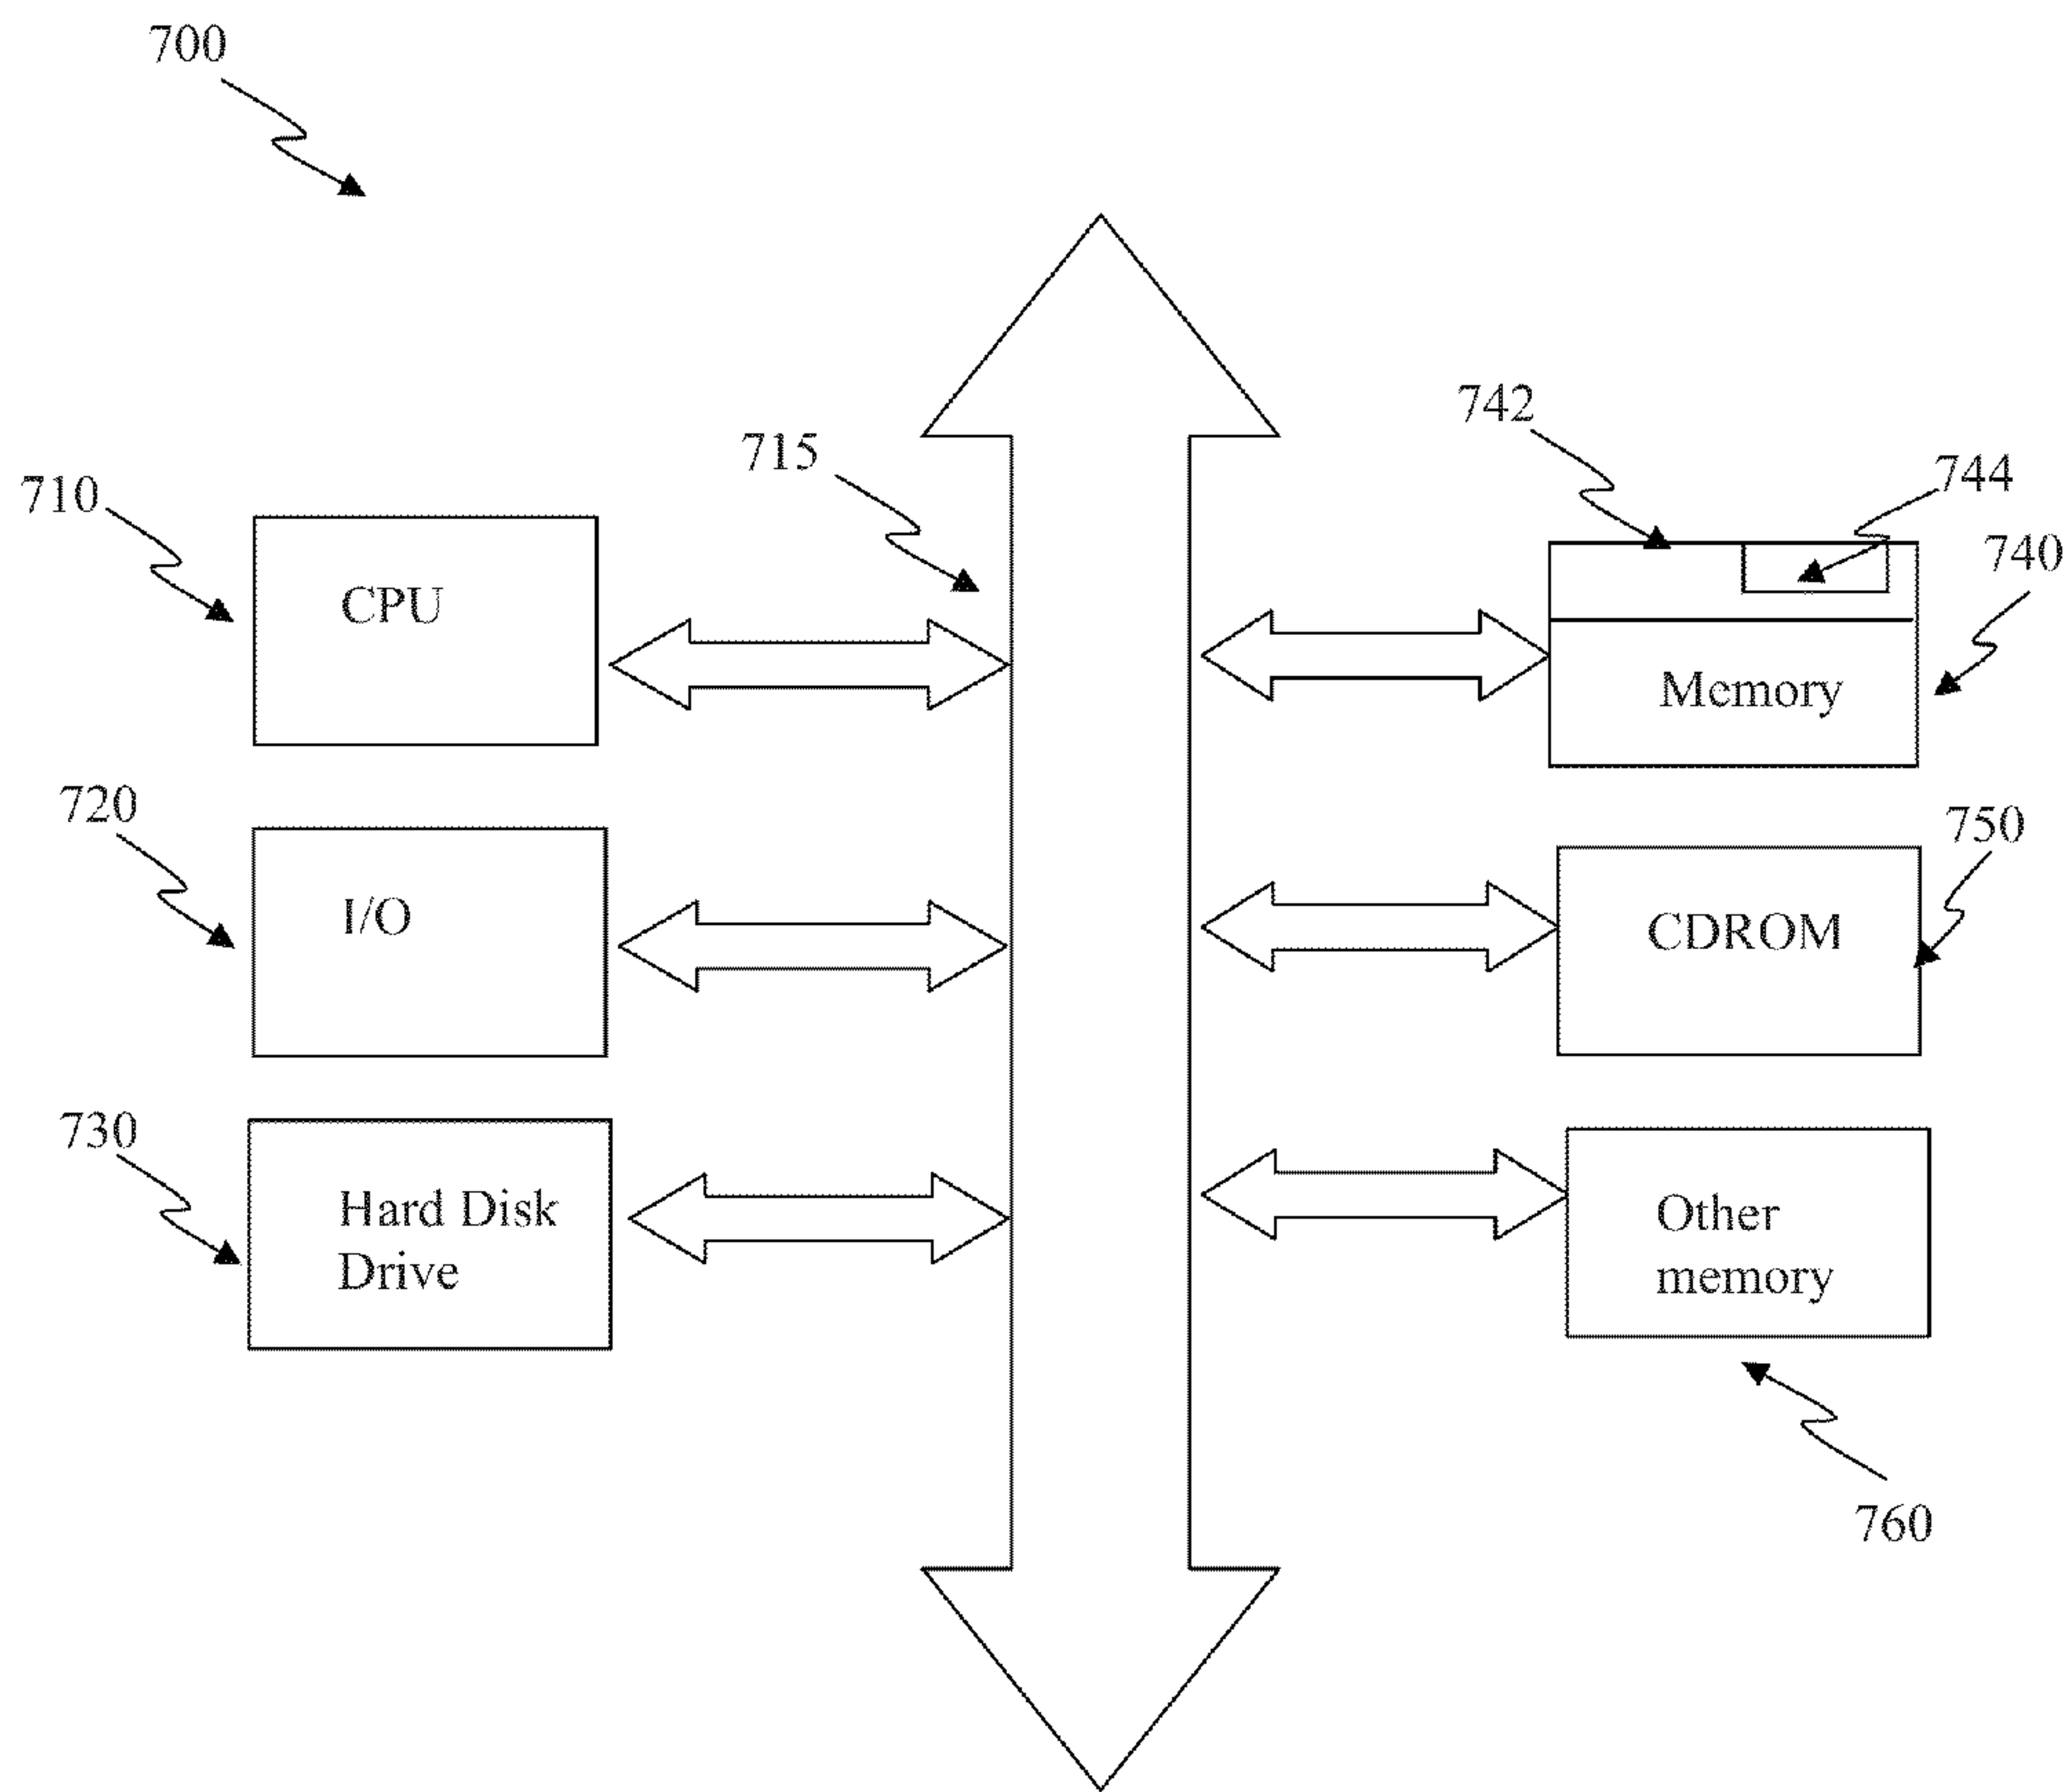 700
742
715
744
710
740
CPU
Memory
720
750
I/O
CDROM
730
Hard Disk
Drive
Other
memory
760